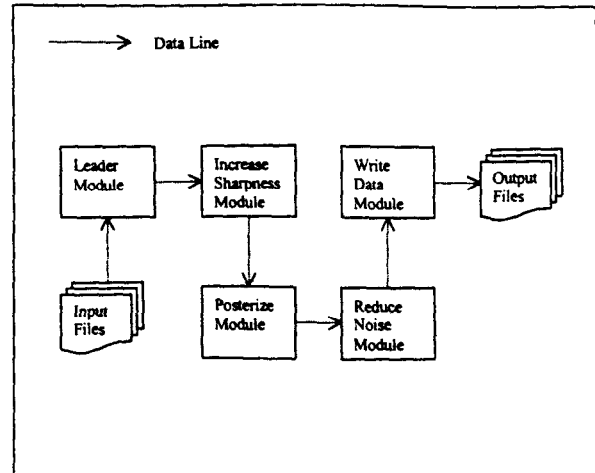 Data Line
Leader
Module
Increase
Sharpness
Module
Write
Data
Module
Output
Files
Input
Files
Posterize
Module
Reduce
Noise
Module